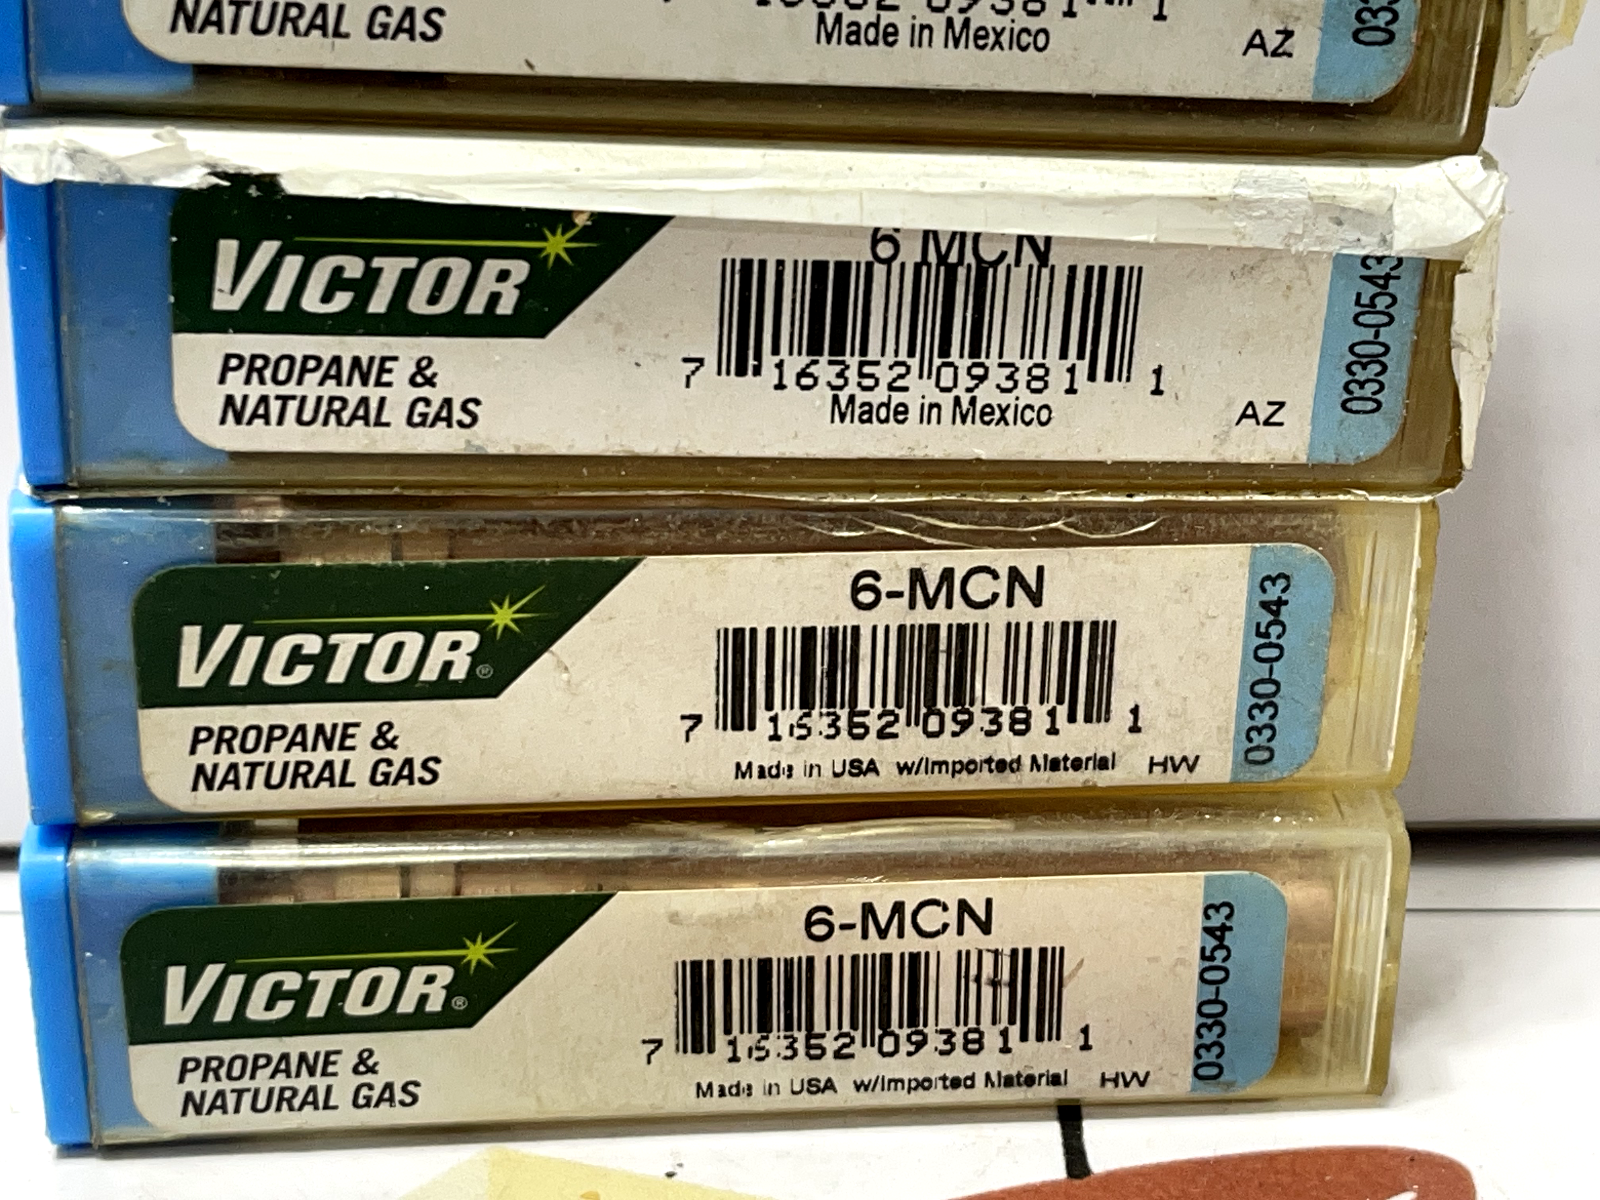 NATURAL GAS
Made in Mexico
AZ
VICTOR
6 MCN
7 16352 09381 1
PROPANE &
NATURAL GAS
Made in Mexico
AZ
0330-0543
VICTOR®
6-MCN
7 16352 09381 1
PROPANE &
NATURAL GAS
Made in USA w/Imported Material HW
0330-0543
VICTOR®
6-MCN
7 16352 09381 1
PROPANE &
NATURAL GAS
Made in USA w/Imported Material HW
0330-0543